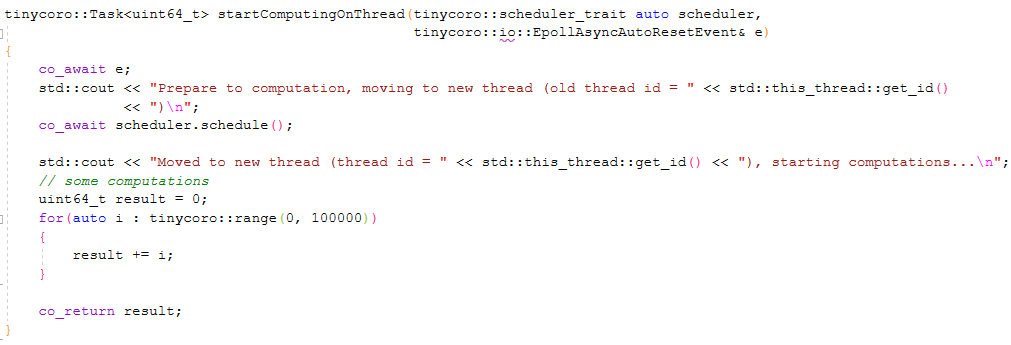 tinycoro::Task<uint64_t> startComputingOnThread(tinycoro::scheduler_trait auto scheduler,
                                                tinycoro::io::EpollAsyncAutoResetEvent& e)
{
    co_await e;
    std::cout << "Prepare to computation, moving to new thread (old thread id = " << std::this_thread::get_id()
              << ")\n";
    co_await scheduler.schedule();

    std::cout << "Moved to new thread (thread id = " << std::this_thread::get_id() << "), starting computations...\n";
    // some computations
    uint64_t result = 0;
    for(auto i : tinycoro::range(0, 100000))
    {
        result += i;
    }

    co_return result;
}